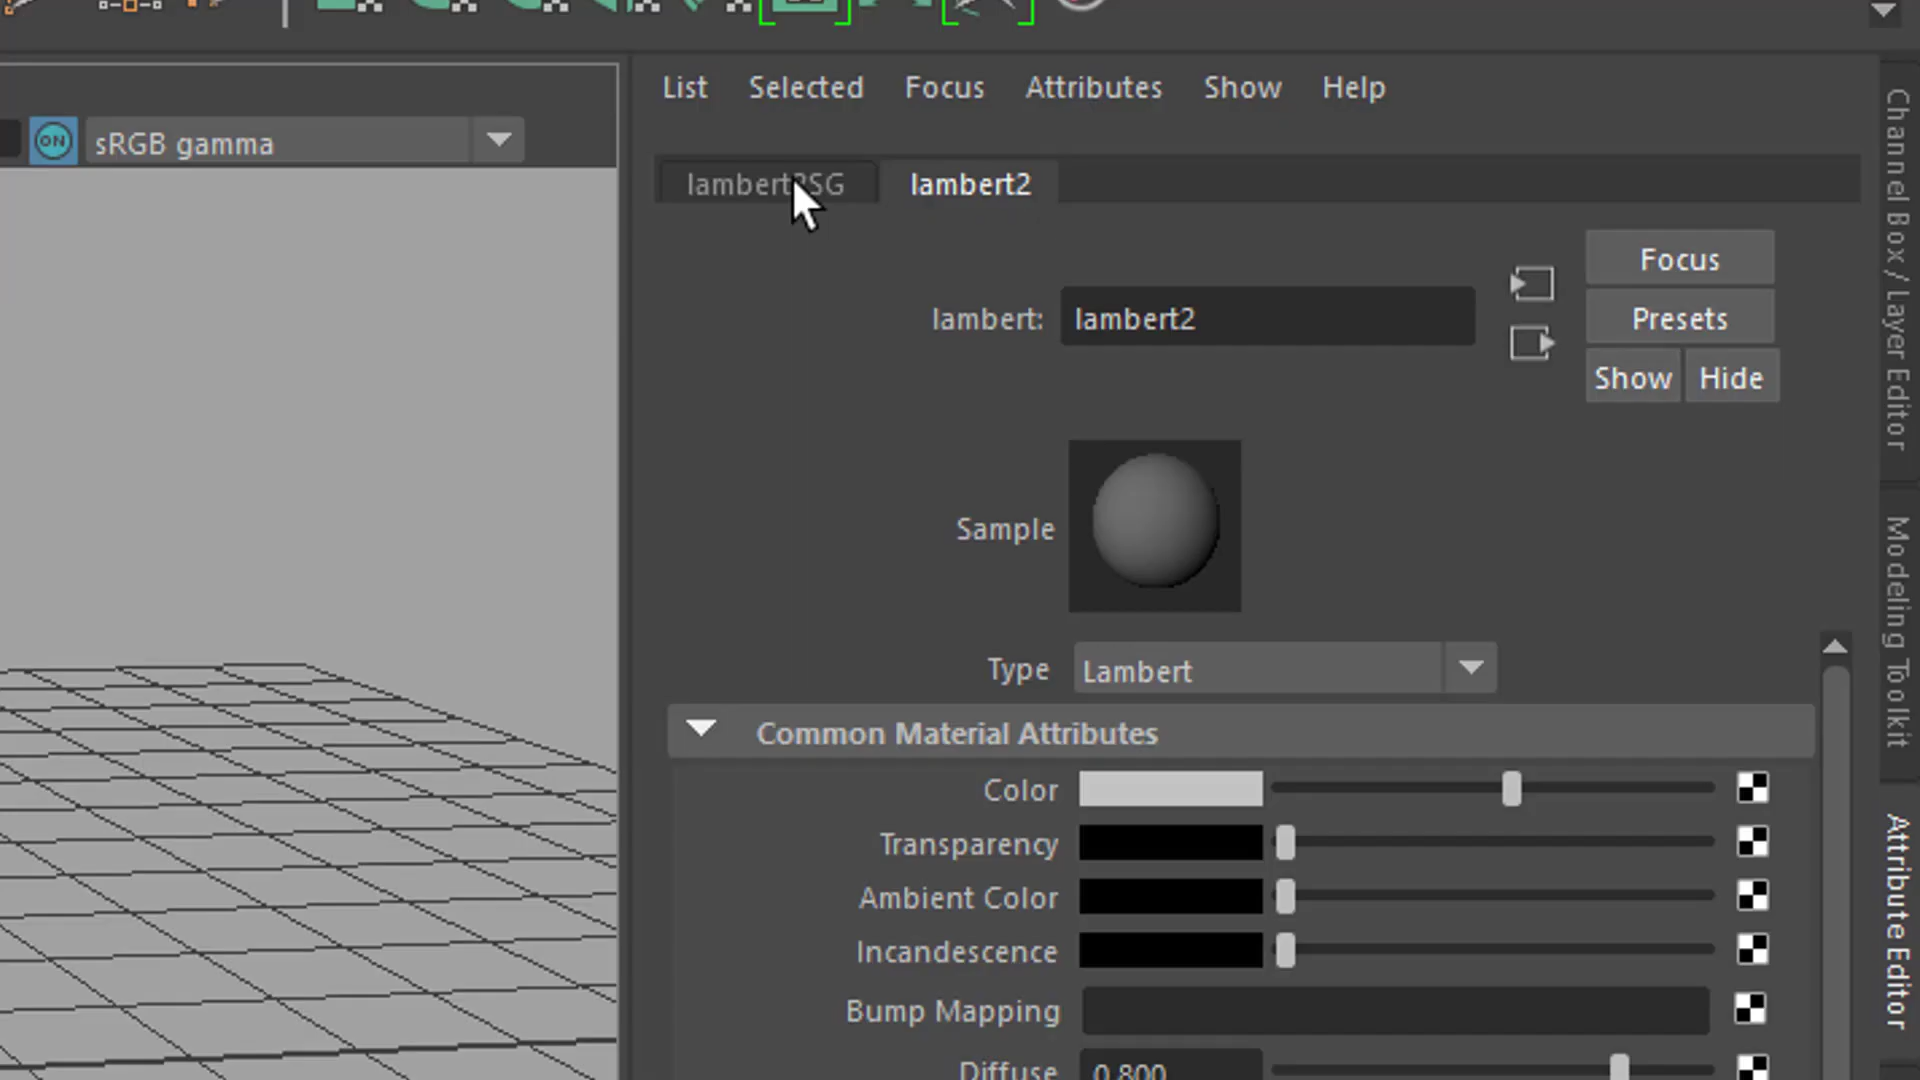 List Selected Focus Attributes Show Help
ON sRGB gamma
lambert2SG lambert2
Focus
lambert: lambert2
Presets
Show Hide
Sample
Type Lambert
Common Material Attributes
Color
Transparency
Ambient Color
Incandescence
Bump Mapping
Diffuse 0.800
Channel Box / Layer Editor
Modeling Toolkit
Attribute Editor